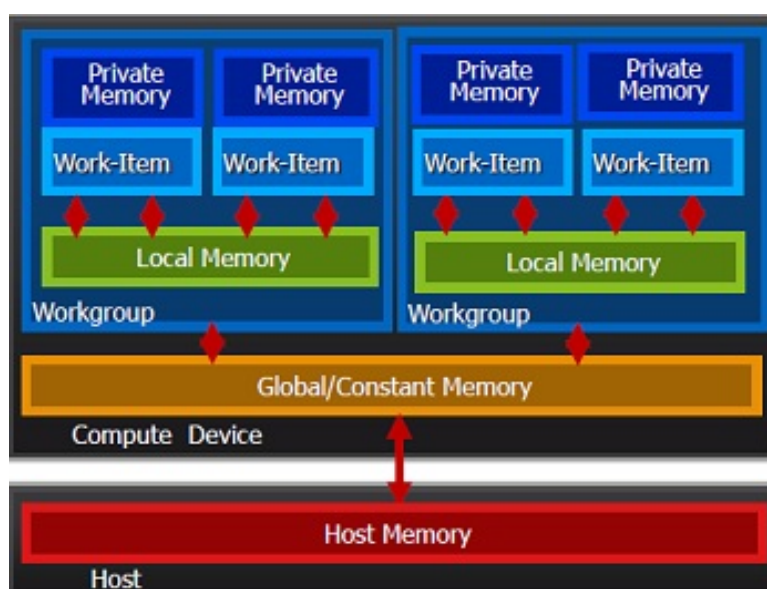 Private
Memory
Private
Memory
Private
Memory
Private
Memory
Work-Item
Work-Item
Work-Item
Work-Item
Local Memory
Local Memory
Workgroup
Workgroup
Global/Constant Memory
Compute Device
Host Memory
Host